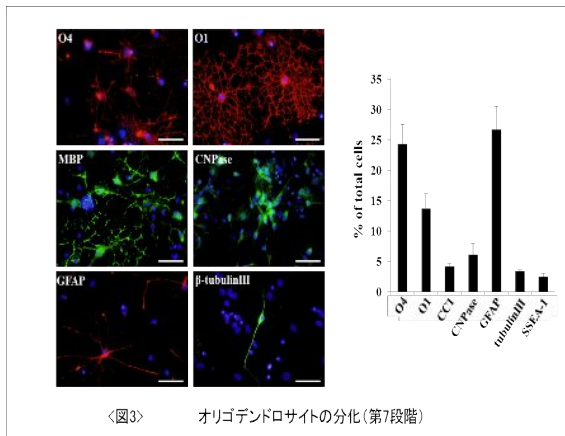 O4
O1
MBP
CNPase
GFAP
β-tubulinIII
35
30
25
20
15
10
5
0
% of total cells
O4
O1
CC1
CNPase
GFAP
tubulinIII
SSEA-1
<図3> オリゴデンドロサイトの分化(第7段階)